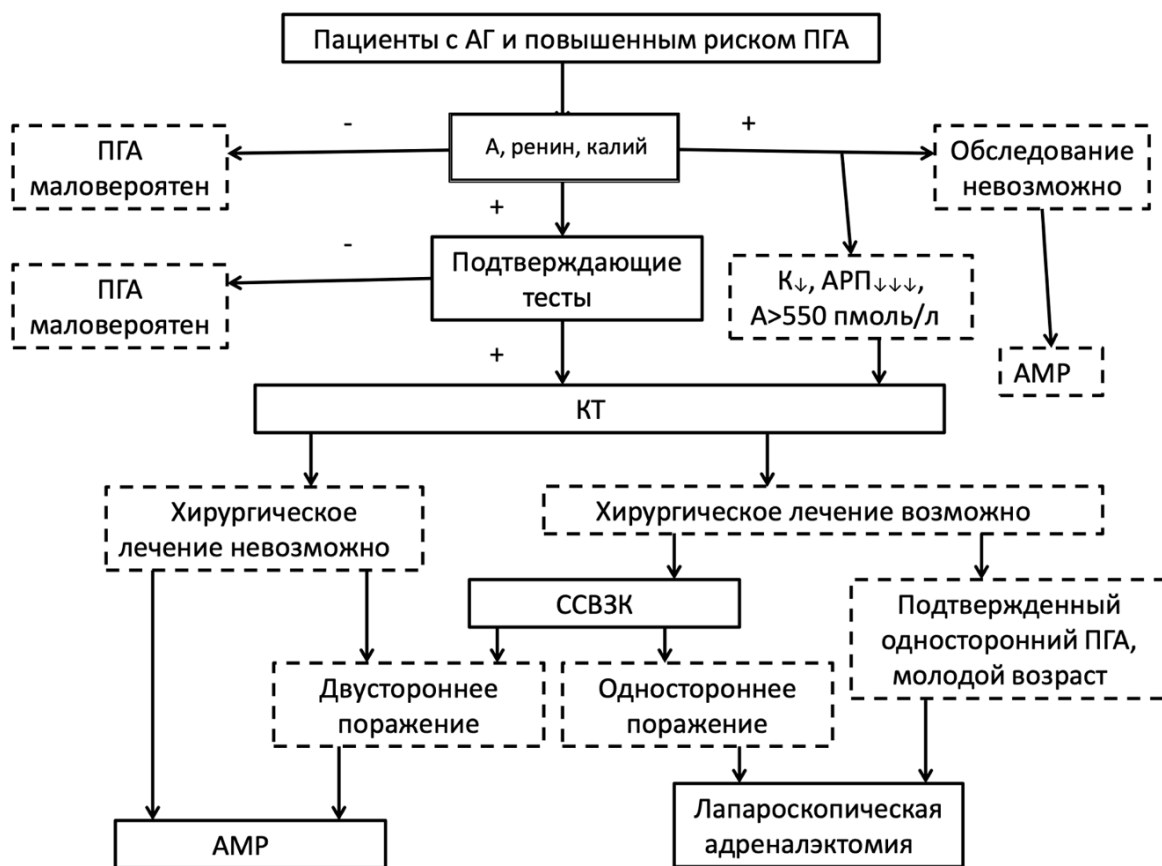 Пациенты с АГ и повышенным риском ПГА
-
+
ПГА
маловероятен
А, ренин, калий
Обследование
невозможно
+
-
ПГА
маловероятен
Подтверждающие
тесты
К↓, АРП↓↓↓,
А>550 пмоль/л
+
АМР
КТ
Хирургическое
лечение невозможно
Хирургическое лечение возможно
ССВЗК
Подтвержденный
односторонний ПГА,
молодой возраст
Двустороннее
поражение
Одностороннее
поражение
Лапароскопическая
адреналэктомия
АМР